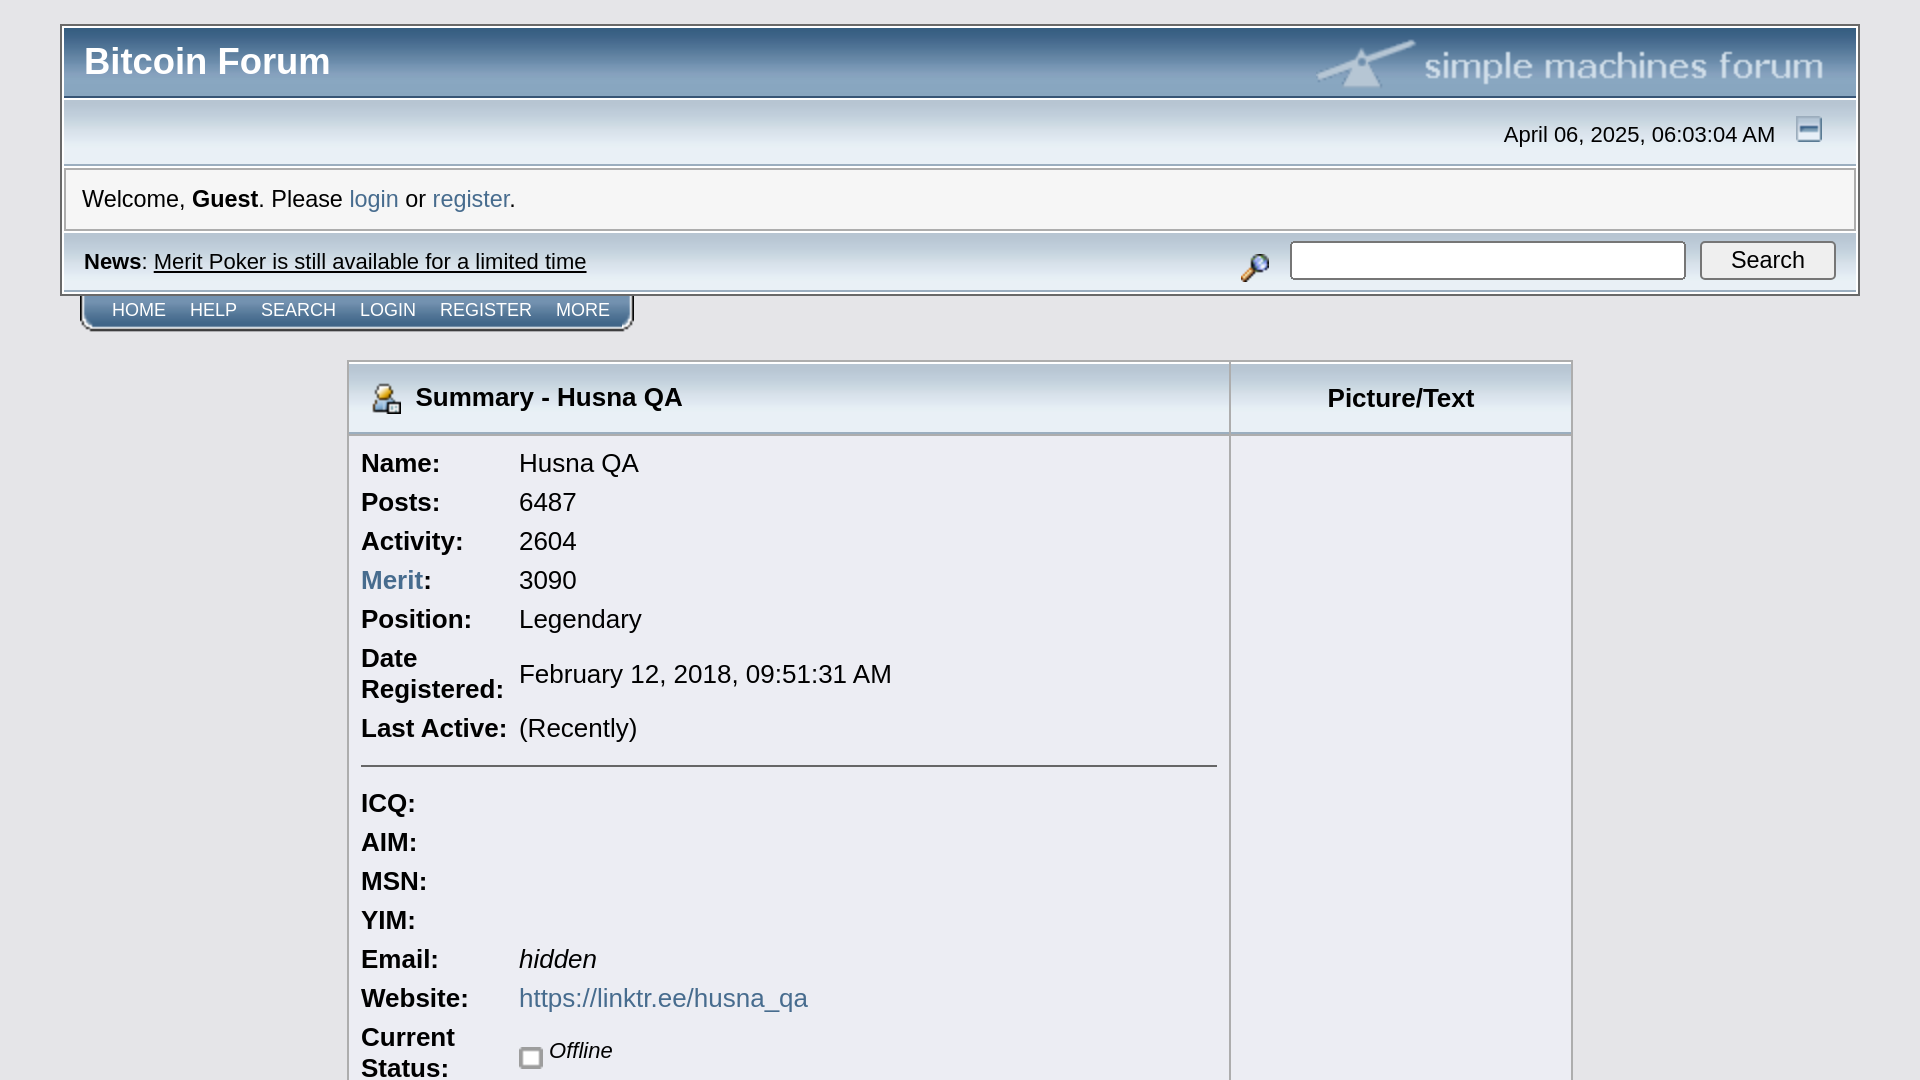 Bitcoin Forum
simple machines forum
April 06, 2025, 06:03:04 AM
Welcome, Guest. Please login or register.
News: Merit Poker is still available for a limited time
Search
HOME HELP SEARCH LOGIN REGISTER MORE
Summary - Husna QA
Picture/Text
Name: Husna QA
Posts: 6487
Activity: 2604
Merit: 3090
Position: Legendary
Date
Registered: February 12, 2018, 09:51:31 AM
Last Active: (Recently)
ICQ:
AIM:
MSN:
YIM:
Email: hidden
Website: https://linktr.ee/husna_qa
Current
Status: Offline